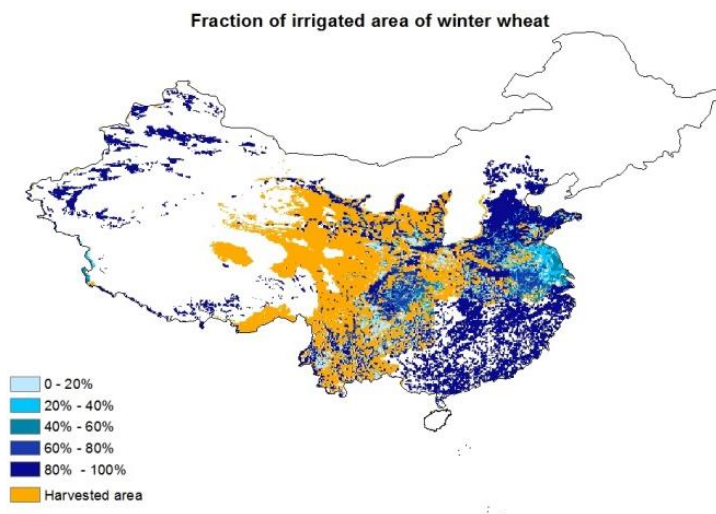 Fraction of irrigated area of winter wheat
0 - 20%
20% - 40%
40% - 60%
60% - 80%
80% - 100%
Harvested area